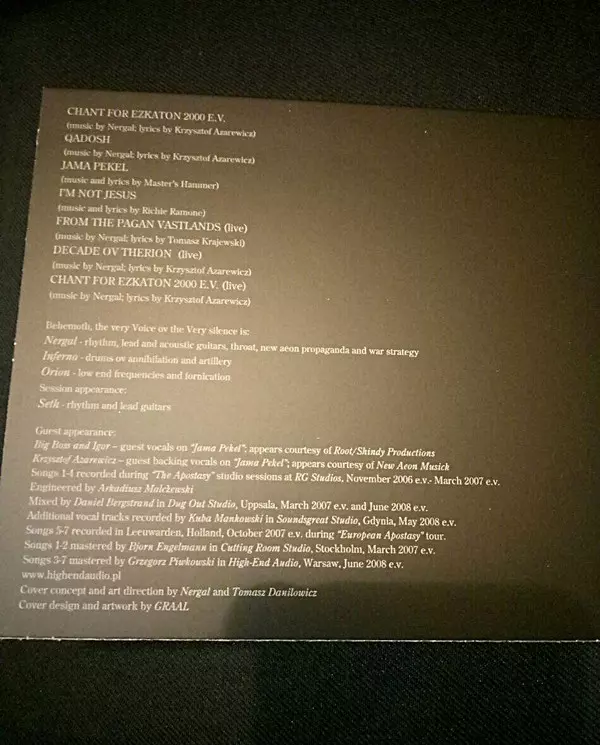 CHANT FOR EZKATON 2000 E.V.
(music by Nergal; lyrics by Krzysztof Azarewicz)
QADOSH
(music by Nergal; lyrics by Krzysztof Azarewicz)
JAMA PEKEL
(music and lyrics by Master's Hammer)
I'M NOT JESUS
(music and lyrics by Richie Ramone)
FROM THE PAGAN VASTLANDS (live)
(music by Nergal; lyrics by Tomasz Krajewski)
DECADE OV THERION (live)
(music by Nergal; lyrics by Krzysztof Azarewicz)
CHANT FOR EZKATON 2000 E.V. (live)
(music by Nergal; lyrics by Krzysztof Azarewicz)
Behemoth, the very Voice ov the Very silence is:
Nergal - rhythm, lead and acoustic guitars, throat, new aeon propaganda and war strategy
Inferno - drums ov annihilation and artillery
Orion - low end frequencies and fornication
Session appearance:
Seth - rhythm and lead guitars
Guest appearance:
Big Boss and Igor – guest vocals on "Jama Pekel"; appears courtesy of Root/Shindy Productions
Krzysztof Azarewicz – guest backing vocals on "Jama Pekel"; appears courtesy of New Aeon Musick
Songs 1-4 recorded during "The Apostasy" studio sessions at RG Studios, November 2006 e.v.- March 2007 e.v.
Engineered by Arkadiusz Malczewski
Mixed by Daniel Bergstrand in Dug Out Studio, Uppsala, March 2007 e.v. and June 2008 e.v.
Additional vocal tracks recorded by Kuba Mankowski in Soundsgreat Studio, Gdynia, May 2008 e.v.
Songs 5-7 recorded in Leeuwarden, Holland, October 2007 e.v. during "European Apostasy" tour.
Songs 1-2 mastered by Bjorn Engelmann in Cutting Room Studio, Stockholm, March 2007 e.v.
Songs 3-7 mastered by Grzegorz Piwkowski in High-End Audio, Warsaw, June 2008 e.v.
www.highendaudio.pl
Cover concept and art direction by Nergal and Tomasz Danilowicz
Cover design and artwork by GRAAL